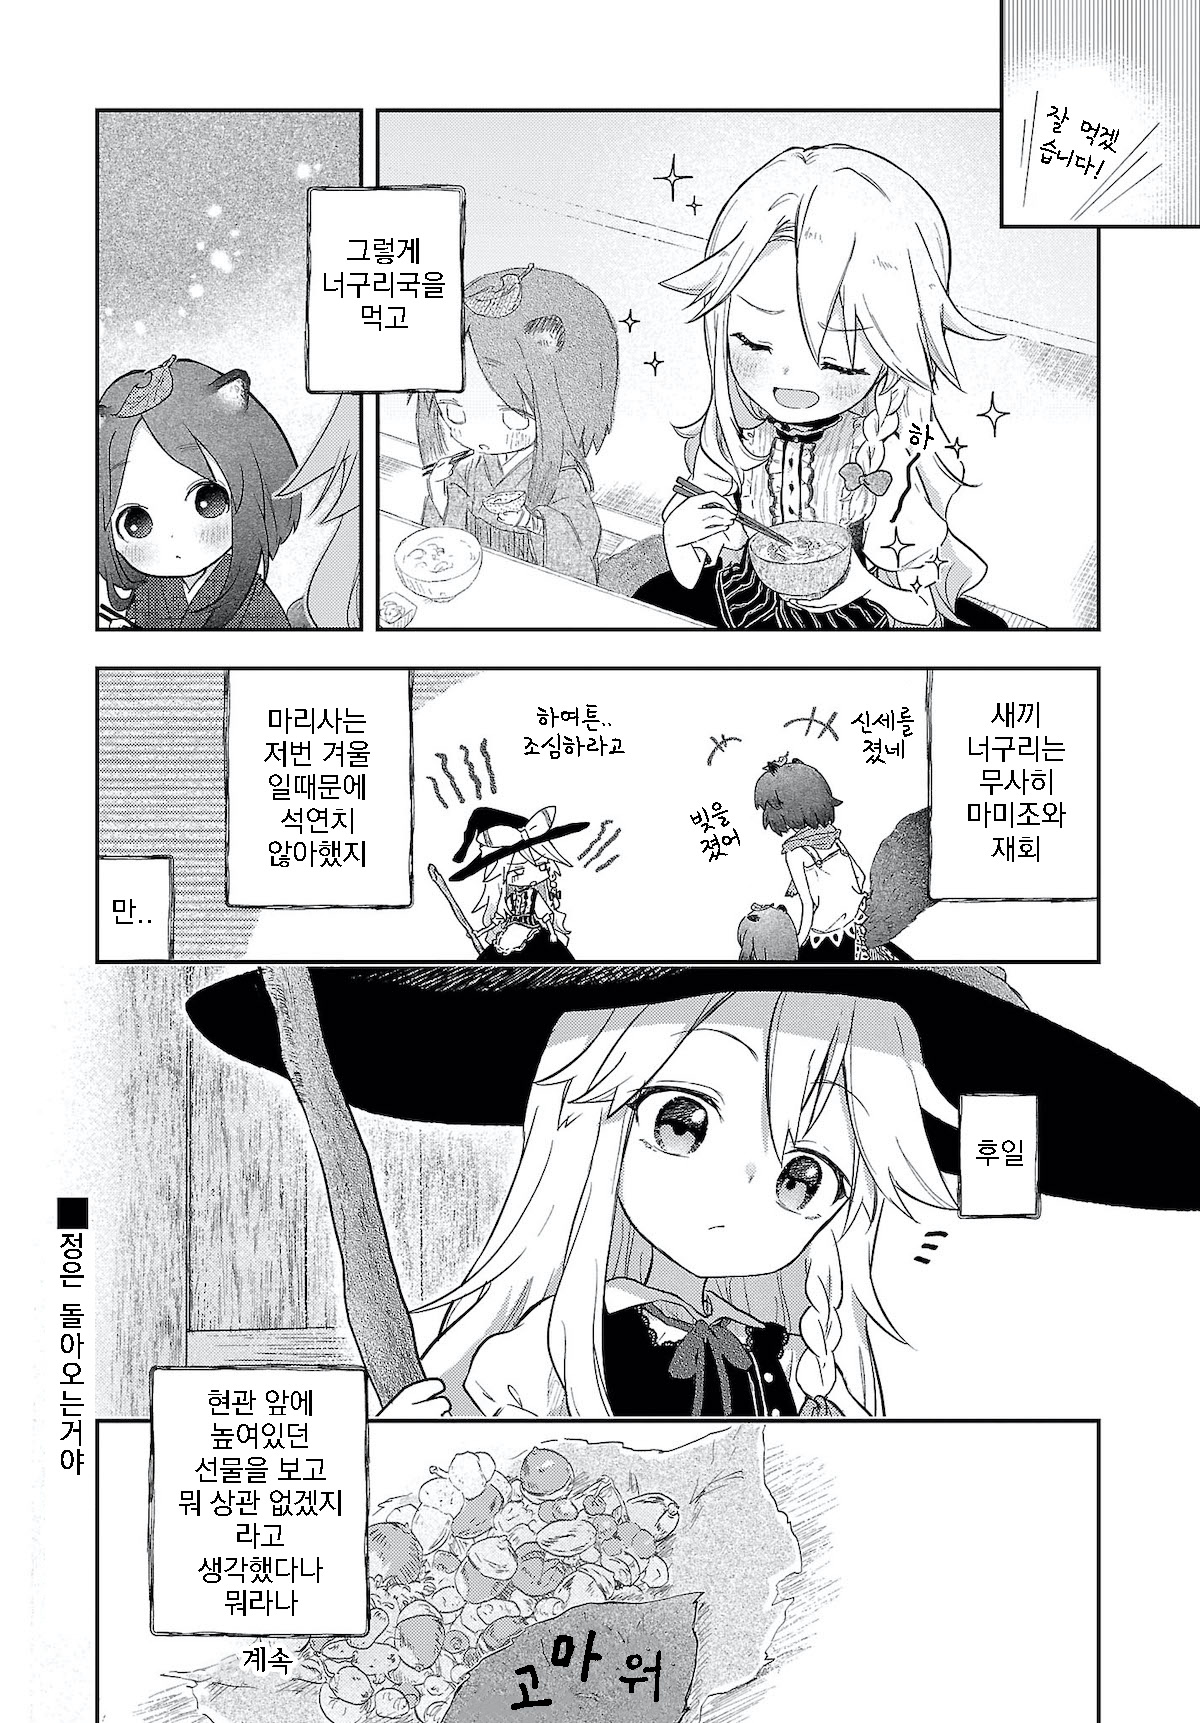 잘 먹겠
습니다!
하
그렇게
너구리국을
먹고
새끼
너구리는
무사히
마미조와
재회
신세를
졌네
빚을
졌어
하여튼..
조심하라고
마리사는
저번 겨울
일때문에
석연치
않아했지
만..
후일
현관 앞에
높여있던
선물을 보고
뭐 상관 없겠지
라고
생각했다나
뭐라나
고마워
계속
■정은 돌아오는거야